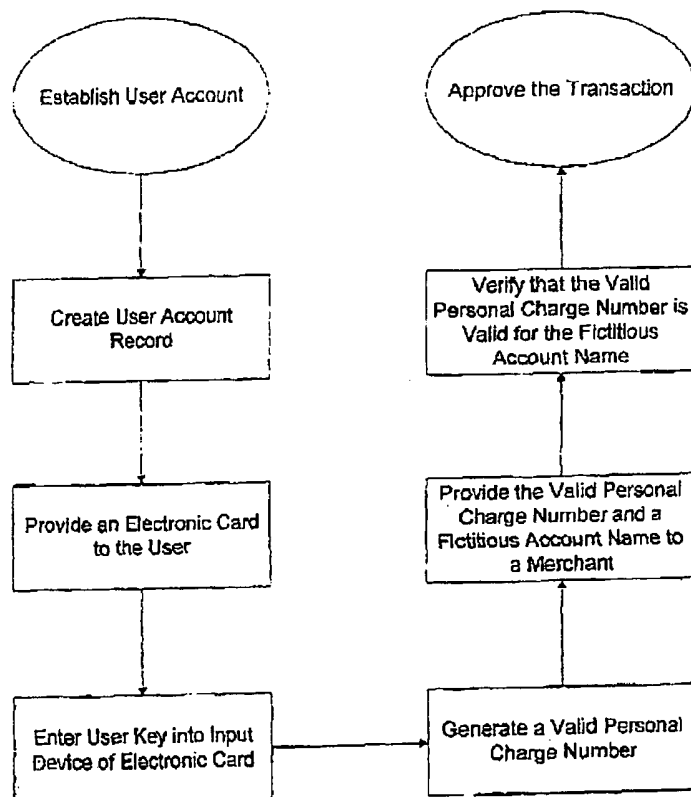 Establish User Account
Create User Account
Record
Provide an Electronic Card
to the User
Enter User Key into Input
Device of Electronic Card
Generate a Valid Personal
Charge Number
Provide the Valid Personal
Charge Number and a
Fictitious Account Name to
a Merchant
Verify that the Valid
Personal Charge Number is
Valid for the Fictitious
Account Name
Approve the Transaction